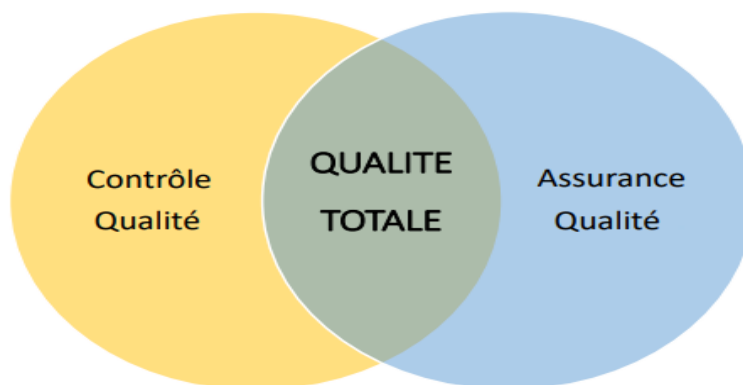 Contrôle
Qualité
QUALITE
TOTALE
Assurance
Qualité